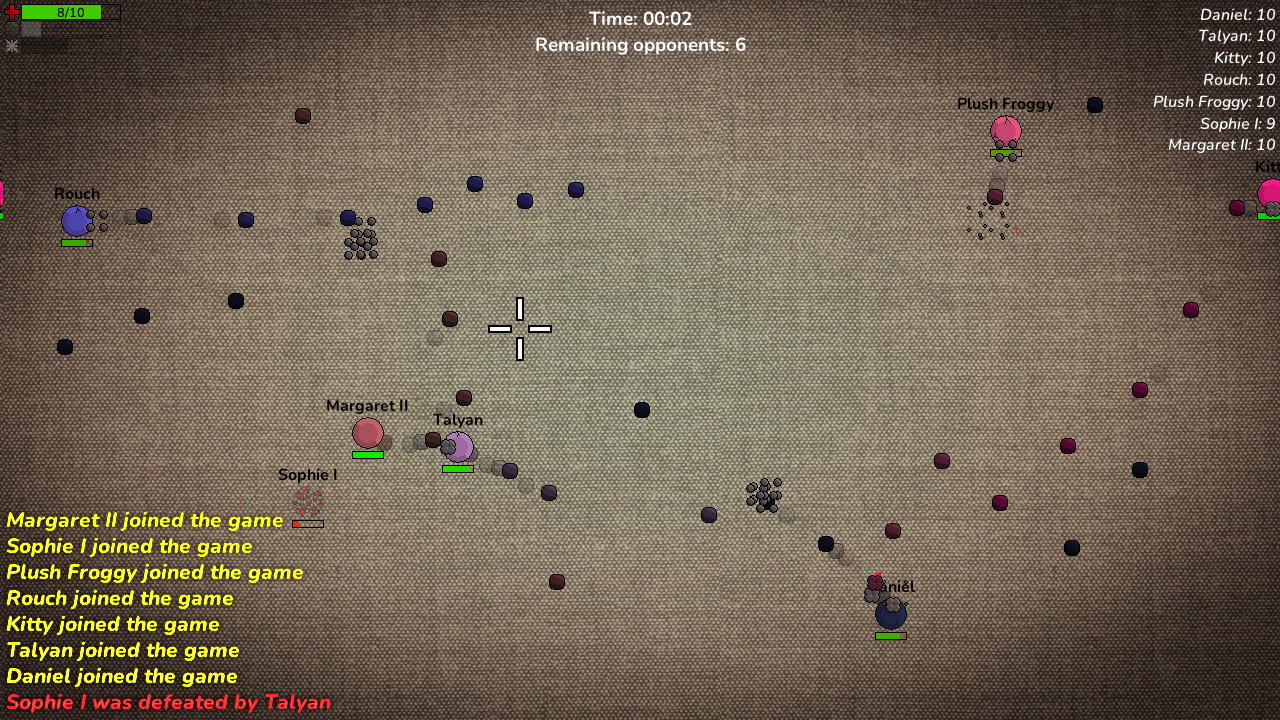 8/10
Time: 00:02
Remaining opponents: 6
Daniel: 10
Talyan: 10
Kitty: 10
Rouch: 10
Plush Froggy: 10
Sophie I: 9
Margaret II: 10
Plush Froggy
Rouch
Margaret II
Talyan
Sophie I
Margaret II joined the game
Sophie I joined the game
Plush Froggy joined the game
Rouch joined the game
Kitty joined the game
Talyan joined the game
Daniel joined the game
Sophie I was defeated by Talyan